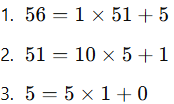 1. 56 = 1 × 51 + 5
2. 51 = 10 × 5 + 1
3. 5 = 5 × 1 + 0